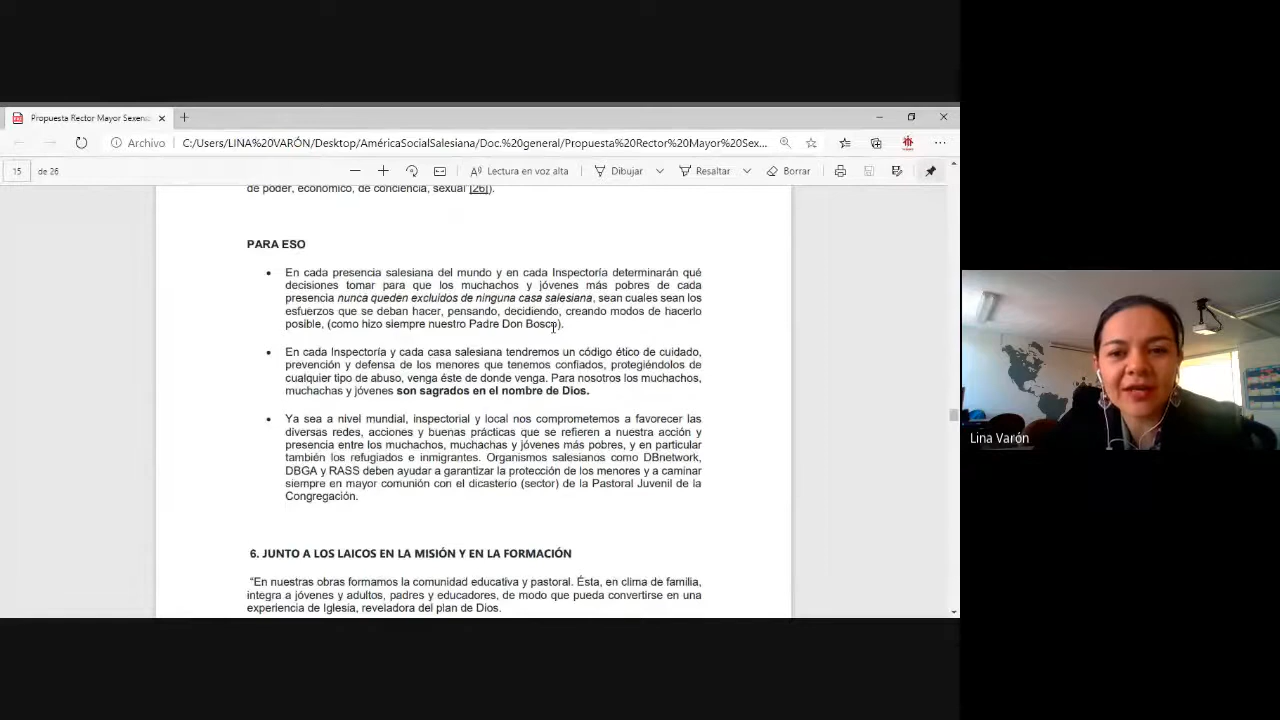 Propuesta Rector Mayor Sexenc
Archivo
C:/Users/LINA%20VARÓN/Desktop/AméricaSocialSalesiana/Doc.%20general/Propuesta%20Rector%20Mayor%20Sex...
15 de 26
Lectura en voz alta
Dibujar
Resaltar
Borrar
de poder, económico, de conciencia, sexual [26]).
PARA ESO
• En cada presencia salesiana del mundo y en cada Inspectoría determinarán qué
decisiones tomar para que los muchachos y jóvenes más pobres de cada
presencia nunca queden excluidos de ninguna casa salesiana, sean cuales sean los
esfuerzos que se deban hacer, pensando, decidiendo, creando modos de hacerlo
posible, (como hizo siempre nuestro Padre Don Bosco).
• En cada Inspectoría y cada casa salesiana tendremos un código ético de cuidado,
prevención y defensa de los menores que tenemos confiados, protegiéndolos de
cualquier tipo de abuso, venga éste de donde venga. Para nosotros los muchachos,
muchachas y jóvenes son sagrados en el nombre de Dios.
• Ya sea a nivel mundial, inspectorial y local nos comprometemos a favorecer las
diversas redes, acciones y buenas prácticas que se refieren a nuestra acción y
presencia entre los muchachos, muchachas y jóvenes más pobres, y en particular
también los refugiados e inmigrantes. Organismos salesianos como DBnetwork,
DBGA y RASS deben ayudar a garantizar la protección de los menores y a caminar
siempre en mayor comunión con el dicasterio (sector) de la Pastoral Juvenil de la
Congregación.
6. JUNTO A LOS LAICOS EN LA MISIÓN Y EN LA FORMACIÓN
"En nuestras obras formamos la comunidad educativa y pastoral. Ésta, en clima de familia,
integra a jóvenes y adultos, padres y educadores, de modo que pueda convertirse en una
experiencia de Iglesia, reveladora del plan de Dios.
Lina Varón